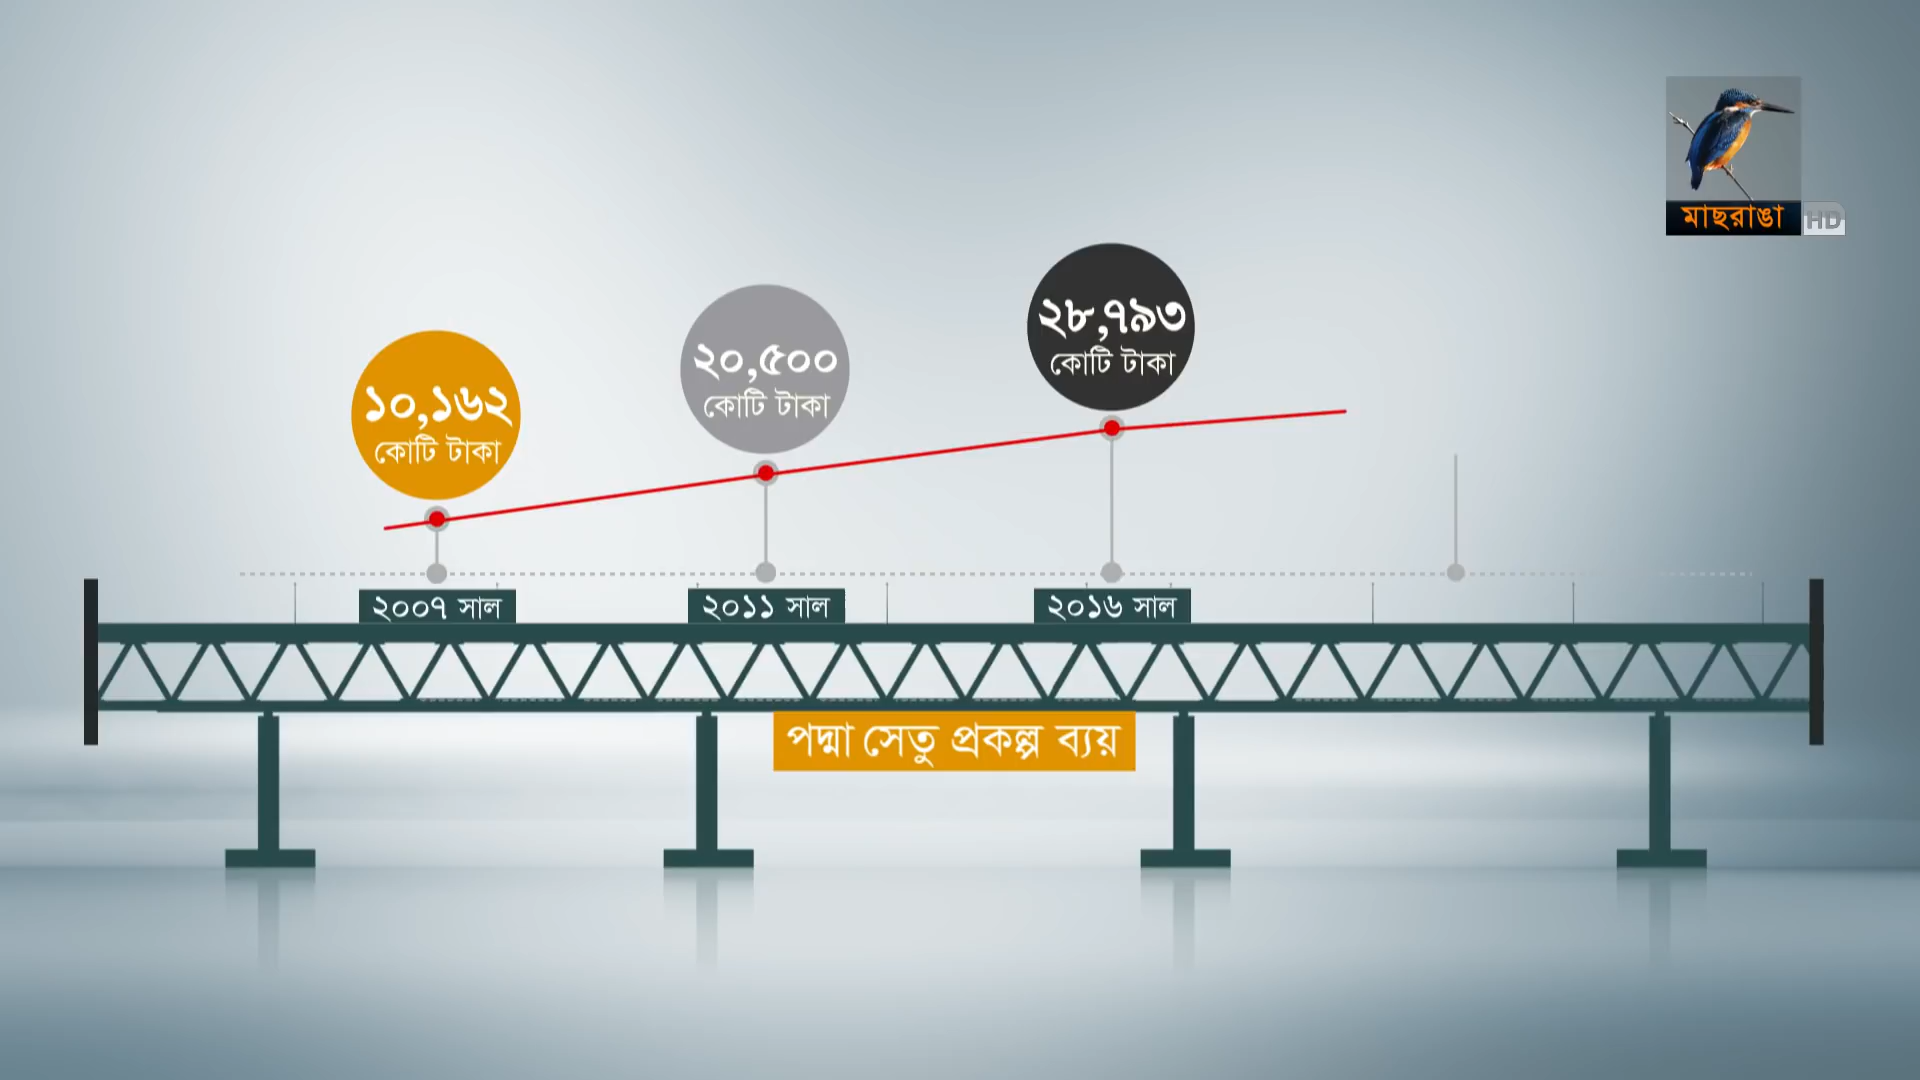 মাছরাঙা HD
২৮,৭৯৩
কোটি টাকা
২০,৫০০
কোটি টাকা
১০,১৬২
কোটি টাকা
২০০৭ সাল
২০১১ সাল
২০১৬ সাল
পদ্মা সেতু প্রকল্প ব্যয়